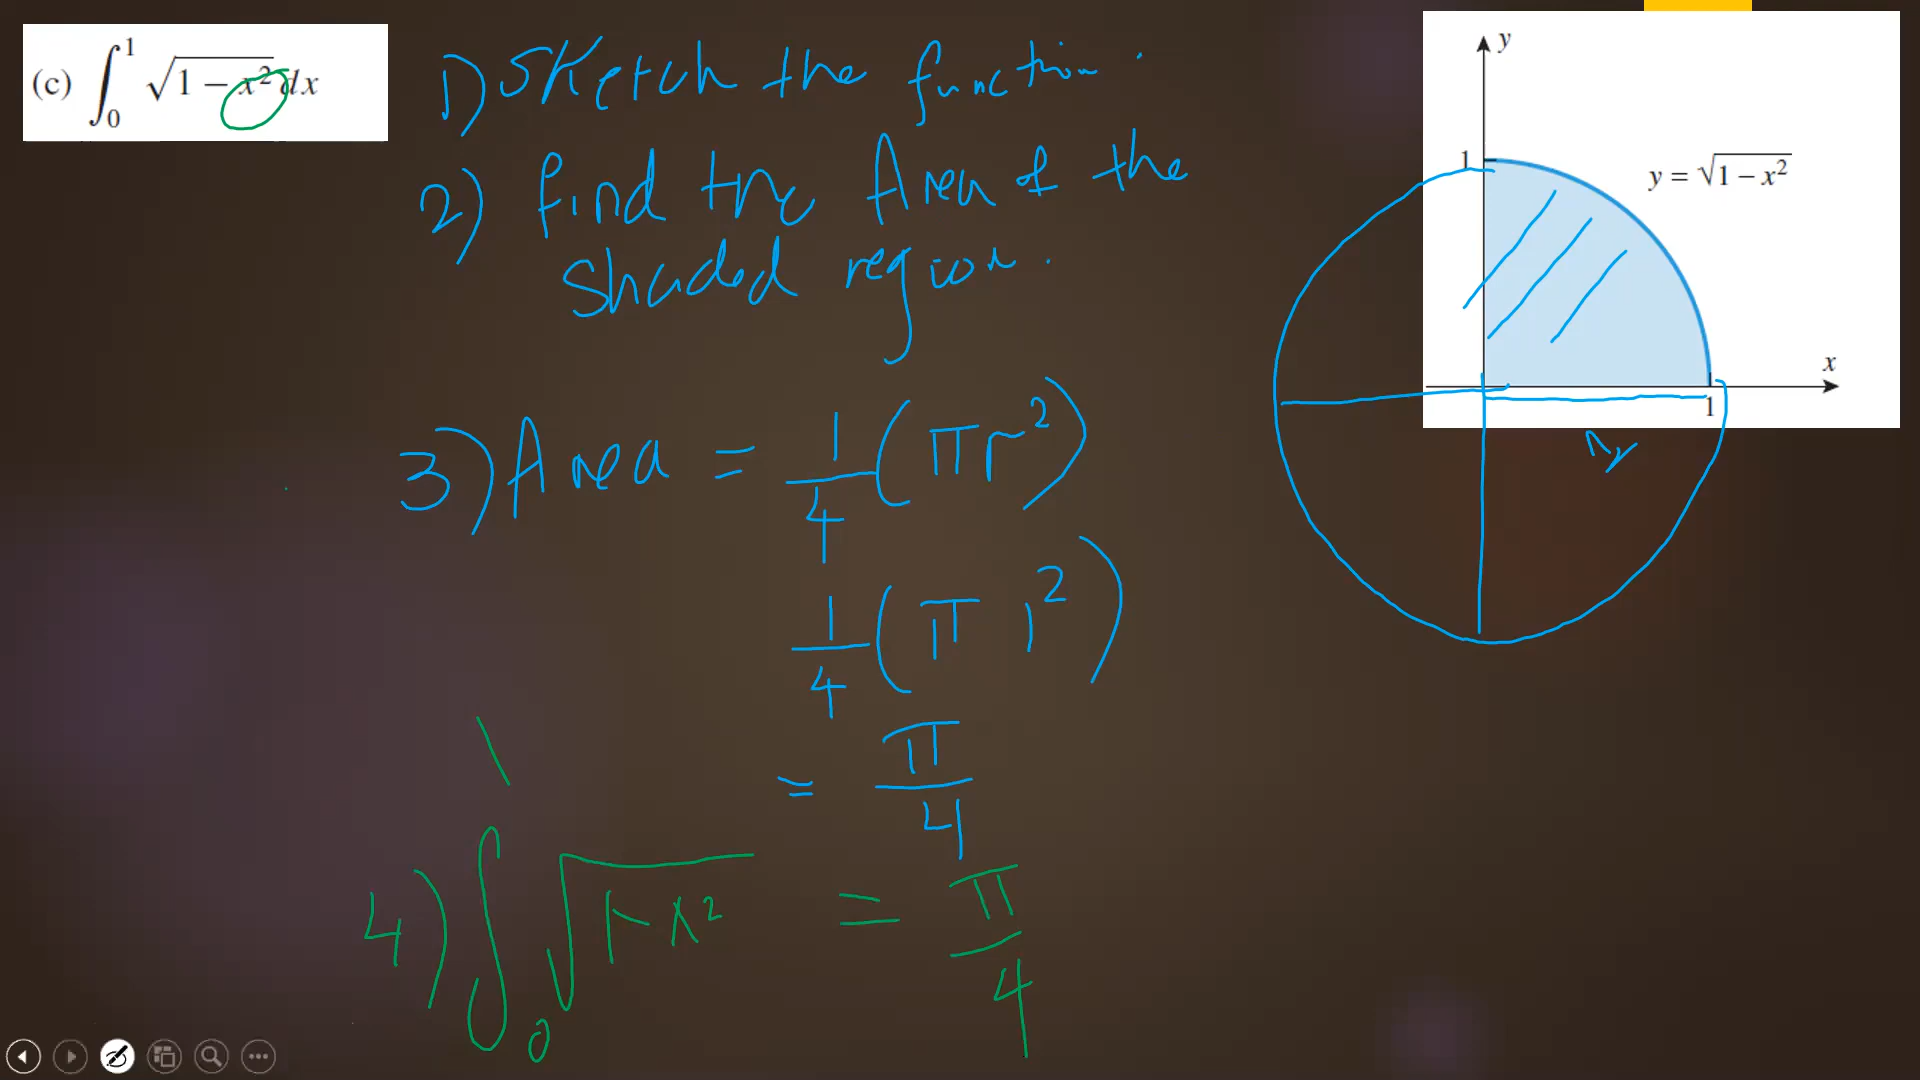 (c) ∫₀¹ √(1 − x²) dx
1) Sketch the function.
2) find the Area of the
shaded region.
3) Area = 1/4 (πr²)
1/4 (π 1²)
= π/4
4) ∫₀¹ √(1-x²) = π/4
y
1
y = √(1 − x²)
x
1